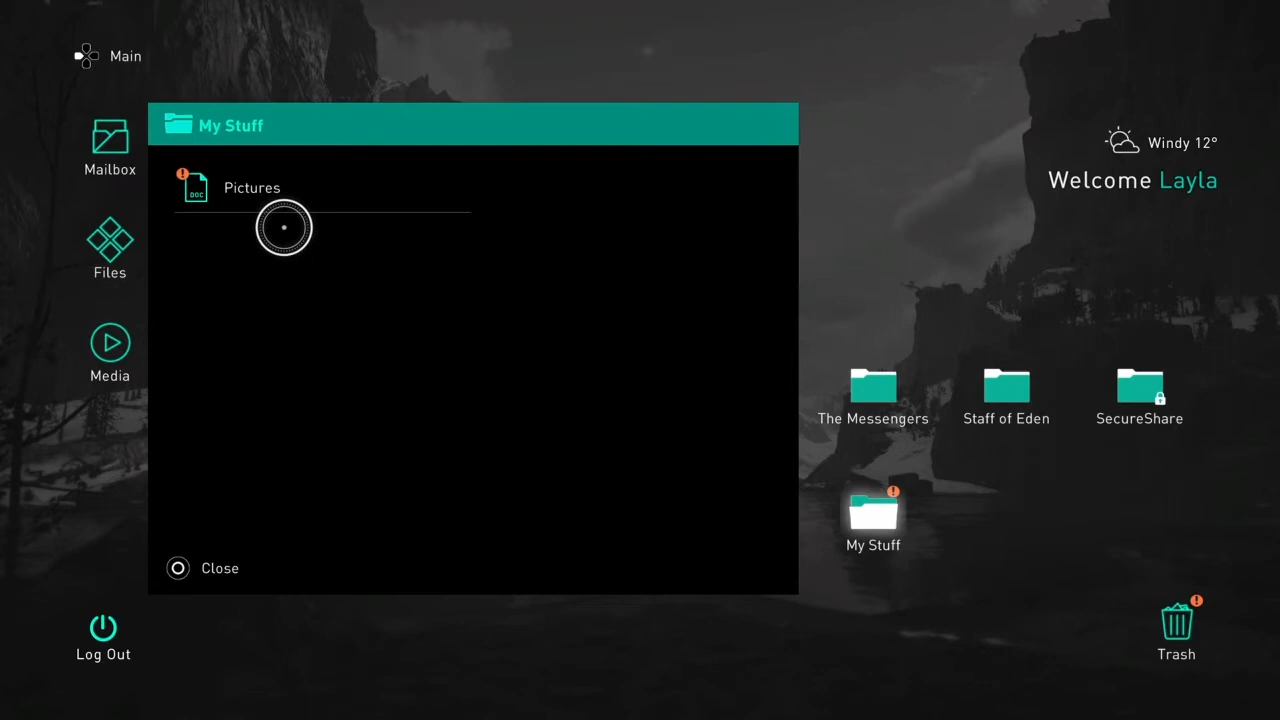 Main
My Stuff
Mailbox
DOC
Pictures
Windy 12°
Welcome Layla
Files
Media
The Messengers
Staff of Eden
SecureShare
My Stuff
Close
Log Out
Trash